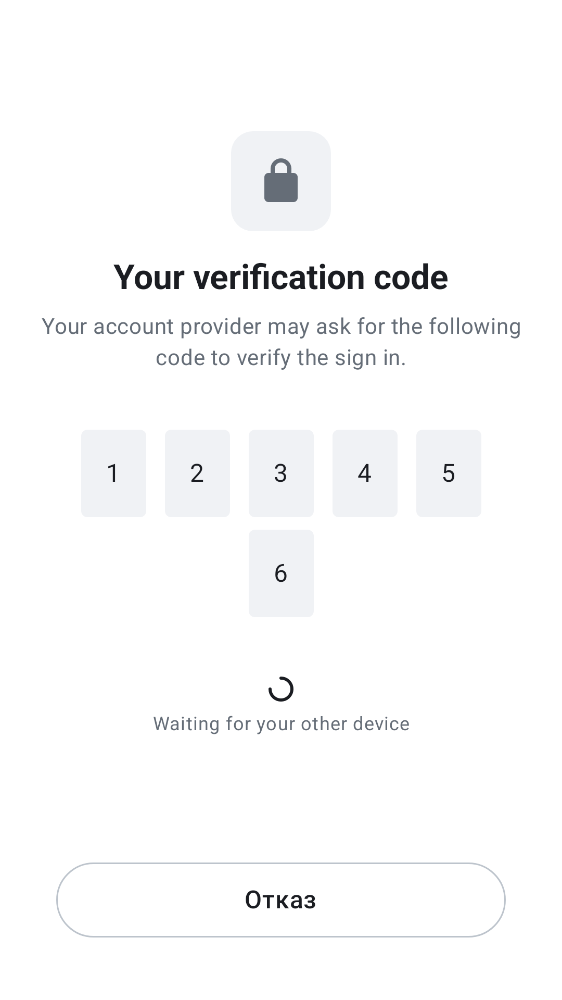 Your verification code
Your account provider may ask for the following
code to verify the sign in.
1 2 3 4 5
6
Waiting for your other device
Отказ